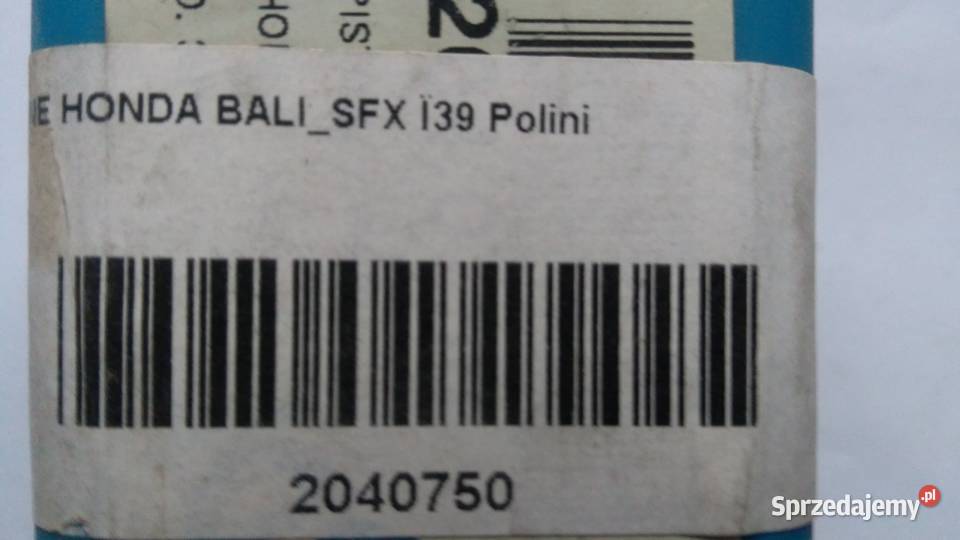 HONDA BALI_SFX Ï39 Polini
2040750
Sprzedajemy.pl